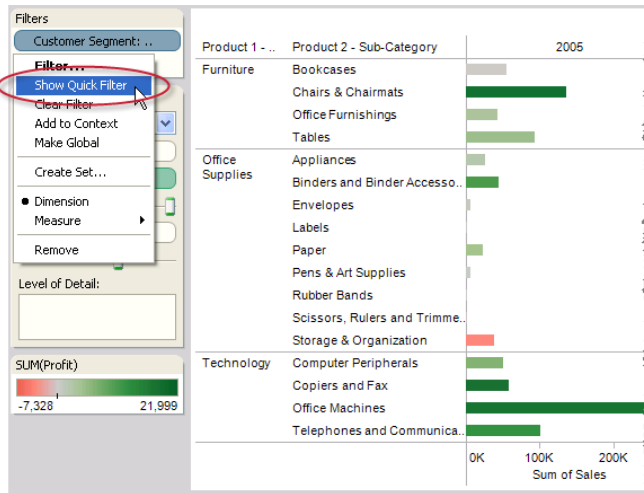 Filters
Customer Segment: ..
Filter...
Show Quick Filter
Clear Filter
Add to Context
Make Global
Create Set...
Dimension
Measure
Remove
Level of Detail:
SUM(Profit)
-7,328 21,999
Product 1 - .. Product 2 - Sub-Category 2005
Furniture Bookcases
Chairs & Chairmats
Office Furnishings
Tables
Office Supplies Appliances
Binders and Binder Accesso..
Envelopes
Labels
Paper
Pens & Art Supplies
Rubber Bands
Scissors, Rulers and Trimme..
Storage & Organization
Technology Computer Peripherals
Copiers and Fax
Office Machines
Telephones and Communica..
0K 100K 200K
Sum of Sales